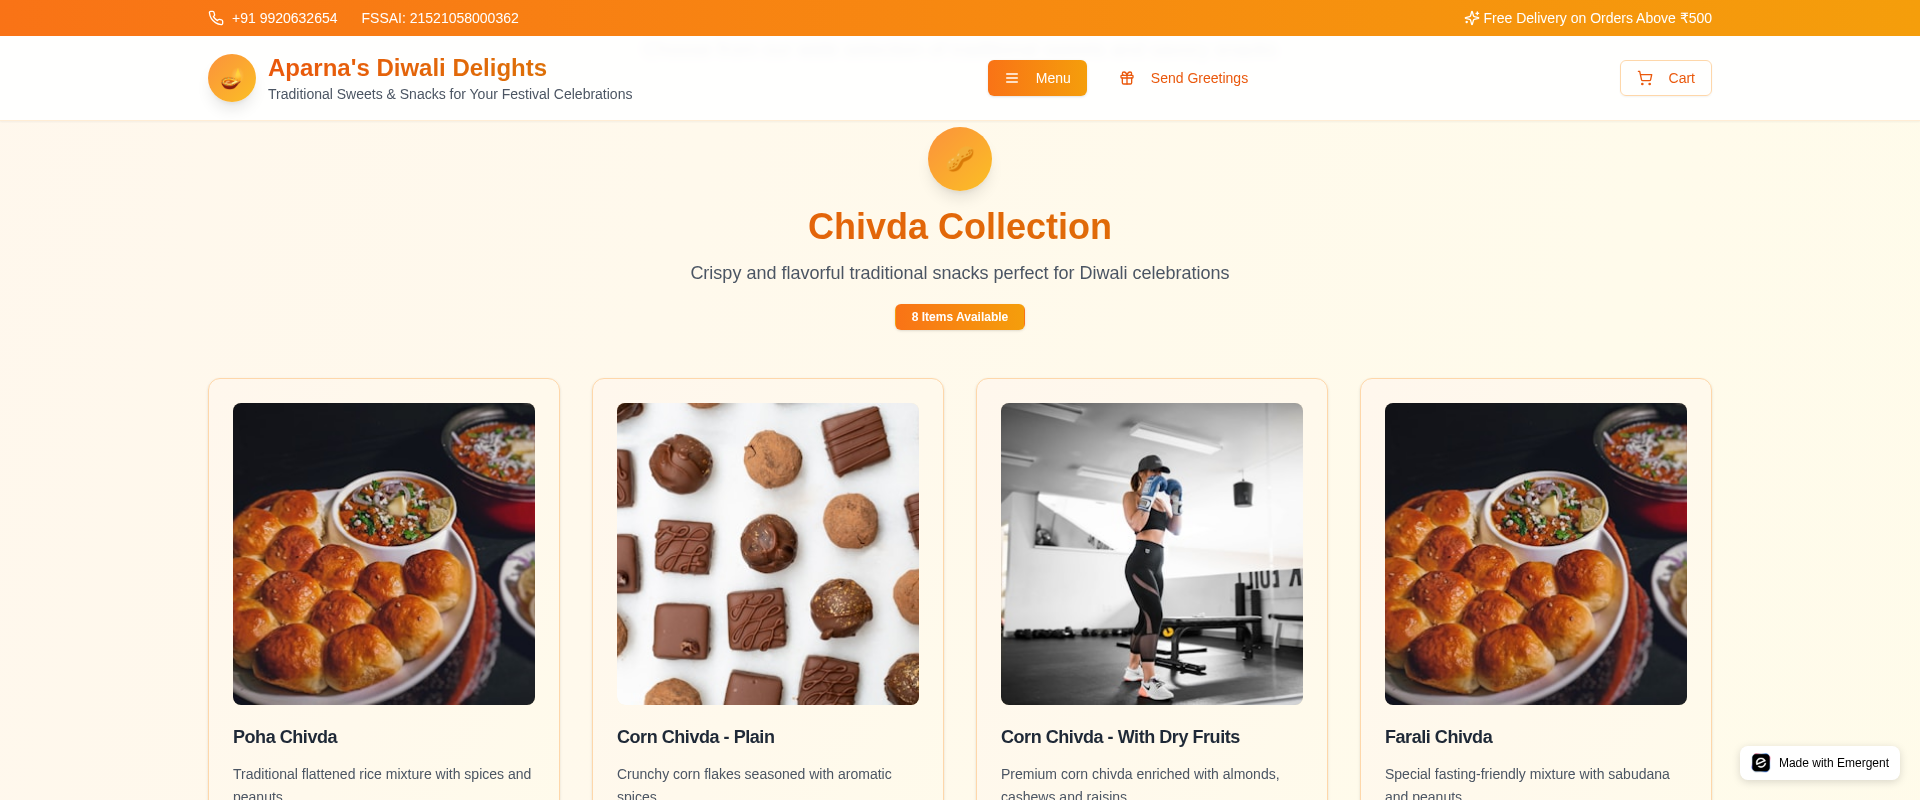 +91 9920632654
FSSAI: 21521058000362
Free Delivery on Orders Above ₹500
Aparna's Diwali Delights
Traditional Sweets & Snacks for Your Festival Celebrations
Menu
Send Greetings
Cart
Chivda Collection
Crispy and flavorful traditional snacks perfect for Diwali celebrations
8 Items Available
Poha Chivda
Traditional flattened rice mixture with spices and
peanuts
Corn Chivda - Plain
Crunchy corn flakes seasoned with aromatic
spices
Corn Chivda - With Dry Fruits
Premium corn chivda enriched with almonds,
cashews and raisins
Farali Chivda
Special fasting-friendly mixture with sabudana
and peanuts
Made with Emergent